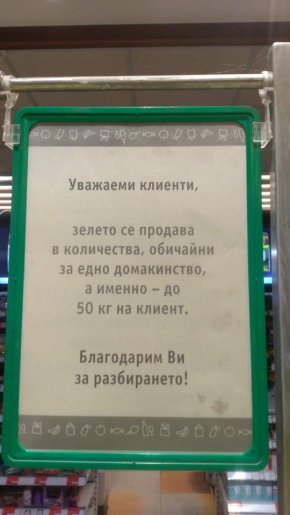 Уважаеми клиенти,
зелето се продава
в количества, обичайни
за едно домакинство,
а именно – до
50 кг на клиент.
Благодарим Ви
за разбирането!